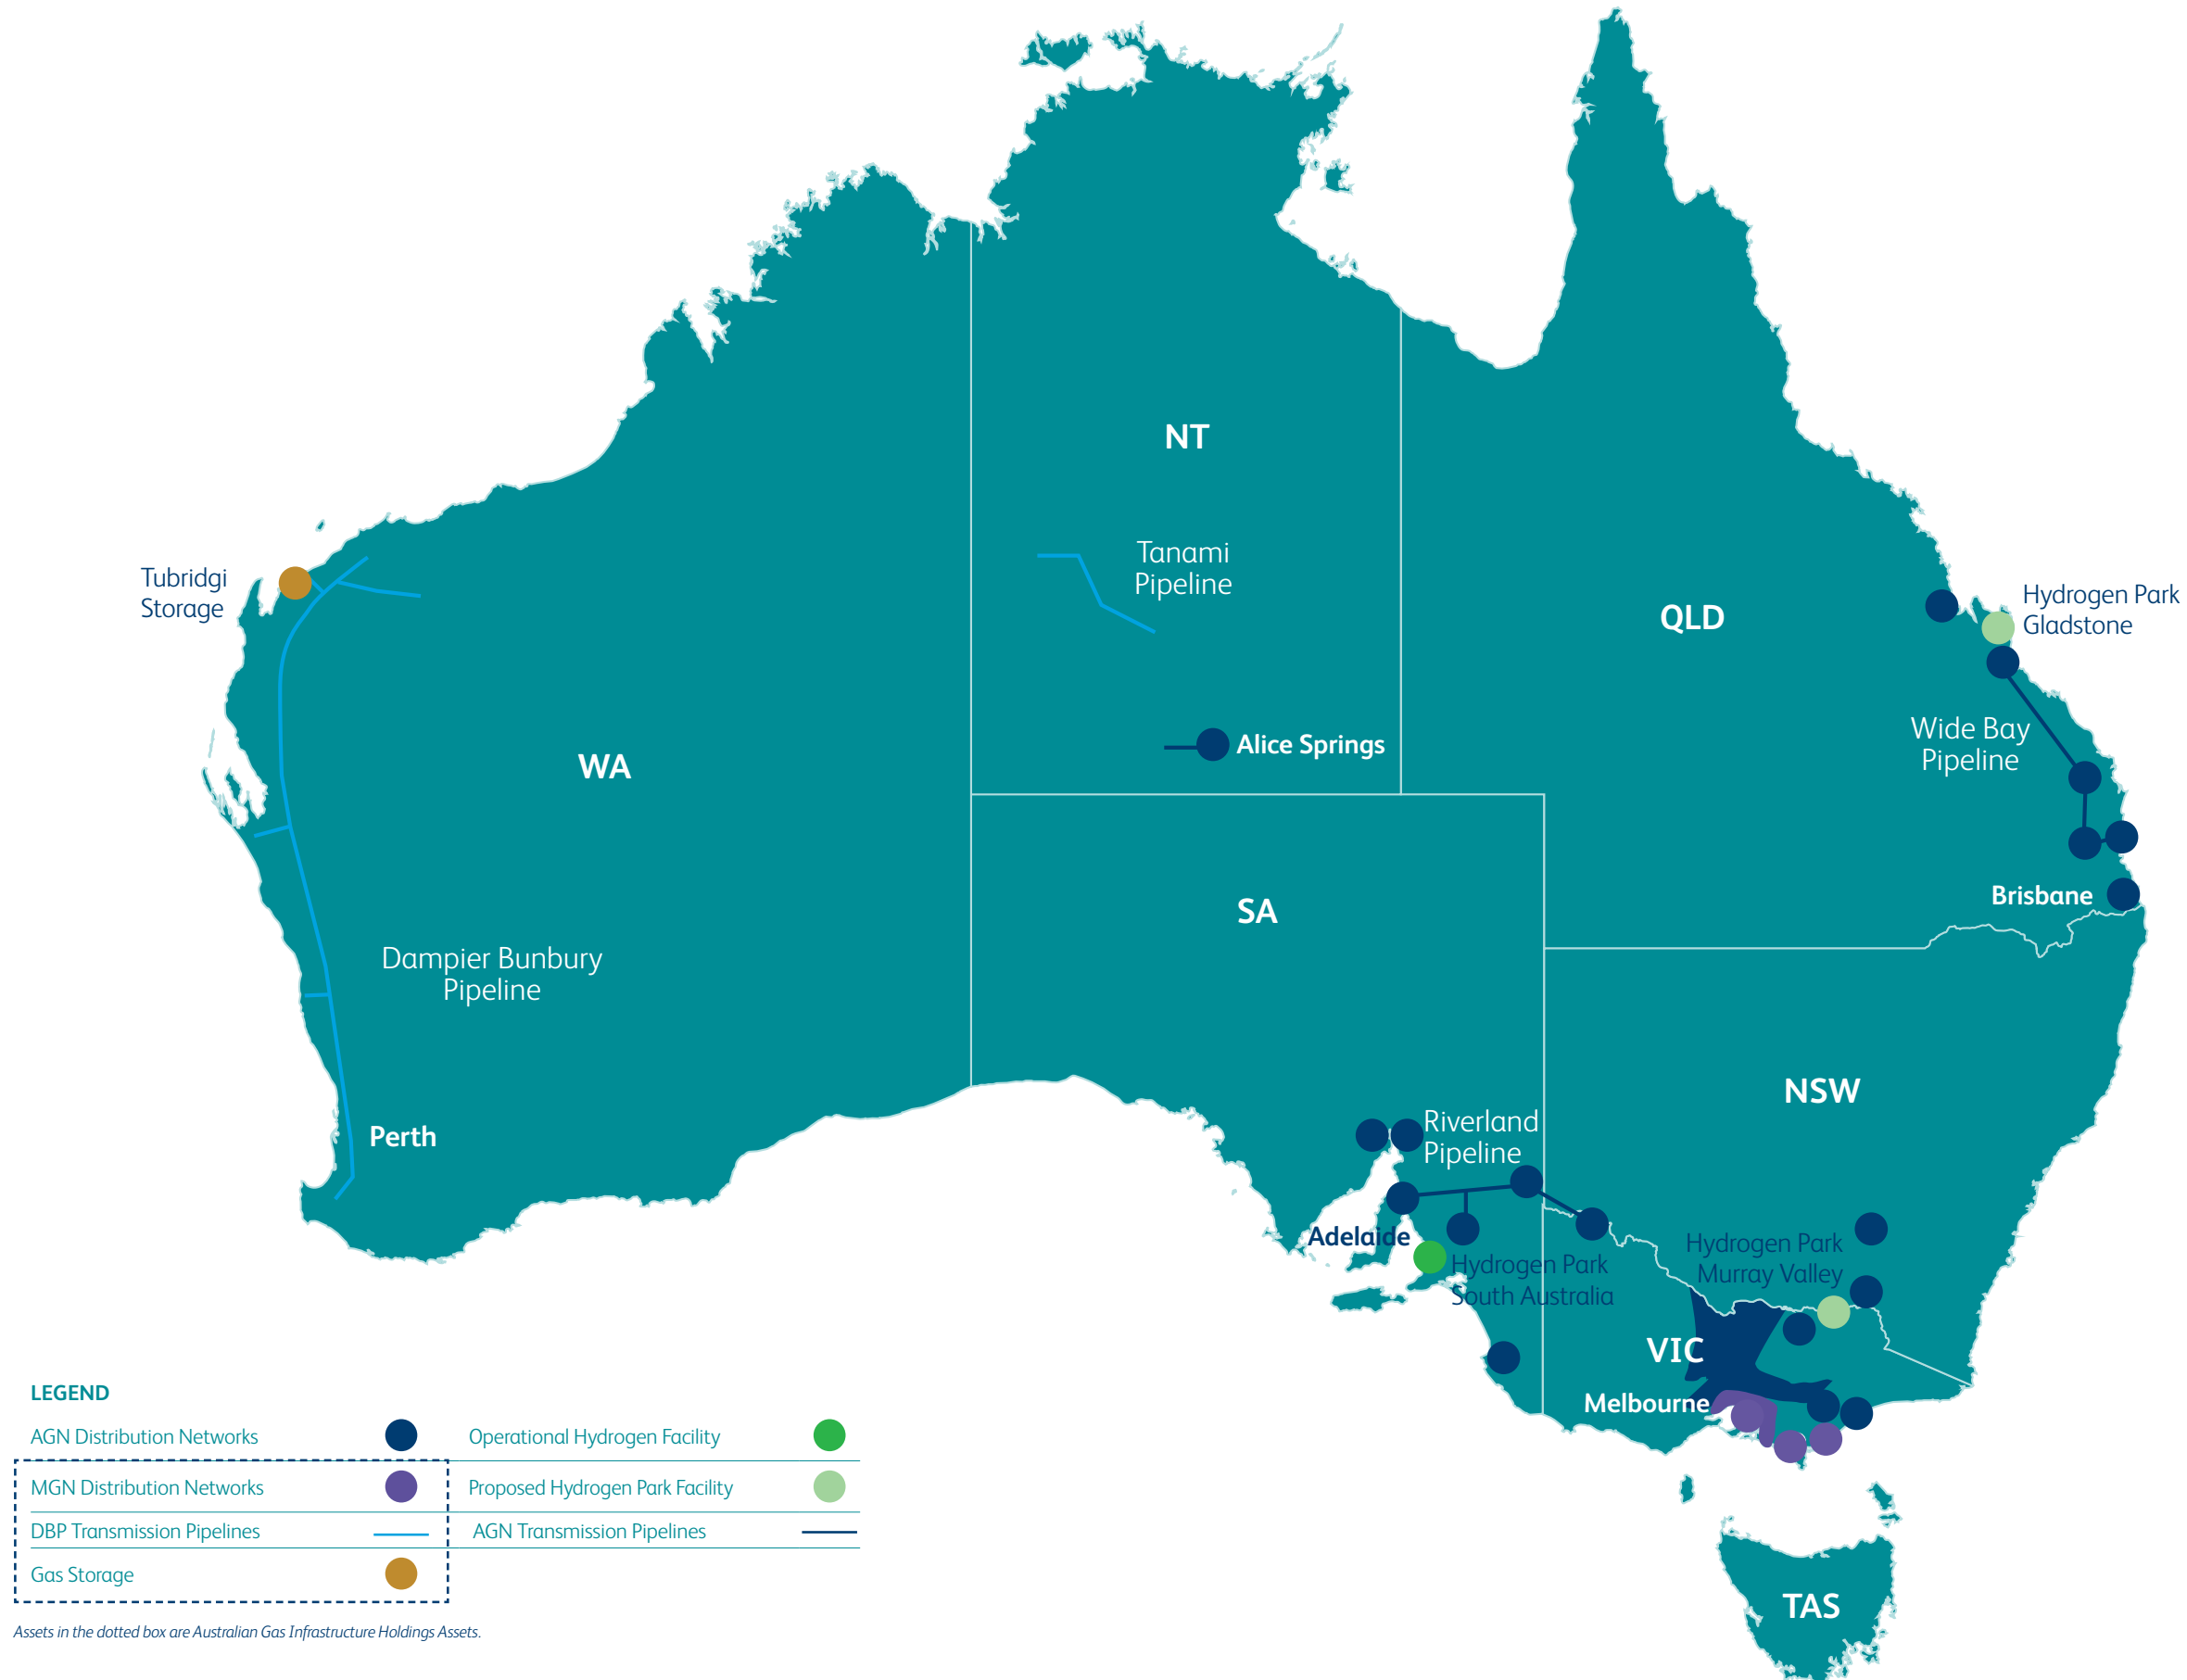 NT
Tanami
Pipeline
Tubridgi
Storage
Hydrogen Park
Gladstone
QLD
Wide Bay
Pipeline
Alice Springs
WA
Brisbane
SA
Dampier Bunbury
Pipeline
NSW
Riverland
Pipeline
Perth
Adelaide
Hydrogen Park
South Australia
Hydrogen Park
Murray Valley
VIC
Melbourne
LEGEND
AGN Distribution Networks
Operational Hydrogen Facility
MGN Distribution Networks
Proposed Hydrogen Park Facility
DBP Transmission Pipelines
AGN Transmission Pipelines
Gas Storage
TAS
Assets in the dotted box are Australian Gas Infrastructure Holdings Assets.